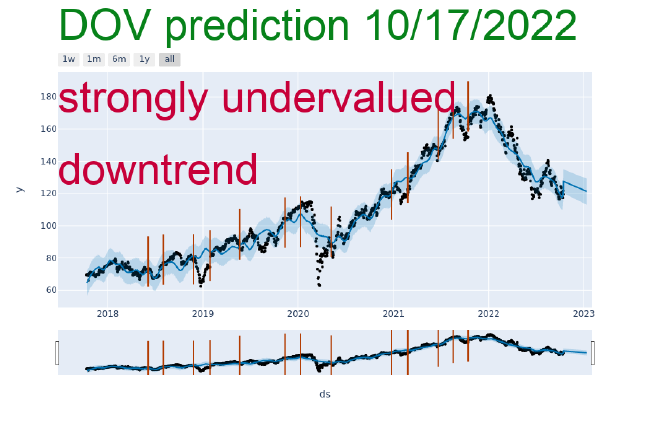 DOV prediction 10/17/2022
1w 1m 6m 1y all
strongly undervalued
downtrend
180
160
140
120
100
80
60
y
2018 2019 2020 2021 2022 2023
ds